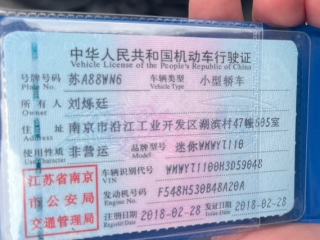 中华人民共和国机动车行驶证
Vehicle License of the People's Republic of China
号牌号码 苏A88WN6 车辆类型 小型轿车
Plate No. Vehicle Type
所有人 刘烁廷
Owner
住址 南京市沿江工业开发区湖滨村47幢605室
Address
使用性质 非营运 品牌型号 迷你WMWYL110
Use Character Model
江苏省南京
市公安局
交通管理局
车辆识别代号 WMWYL1100H3D59048
VIN
发动机号码 F548H530B48A20A
Engine No.
注册日期 2018-02-28 发证日期 2018-02-28
Register Date Issue Date